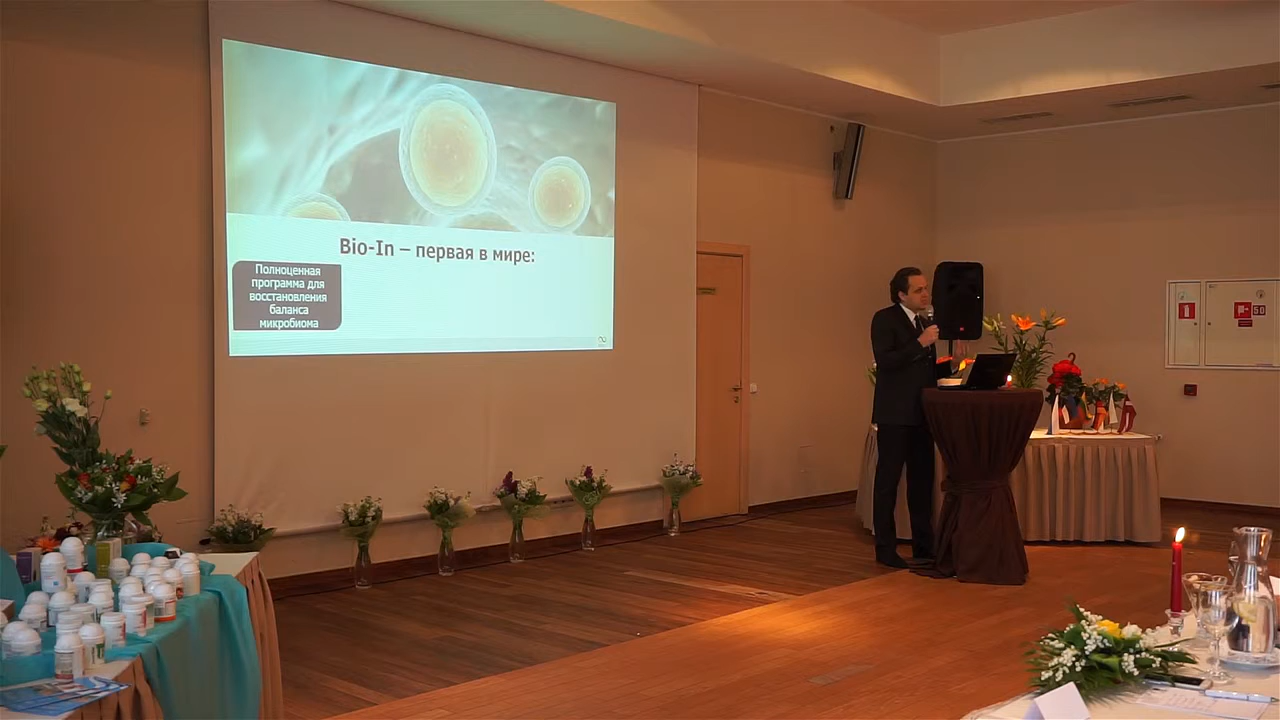 Bio-In – первая в мире:
Полноценная
программа для
восстановления
баланса
микробиома